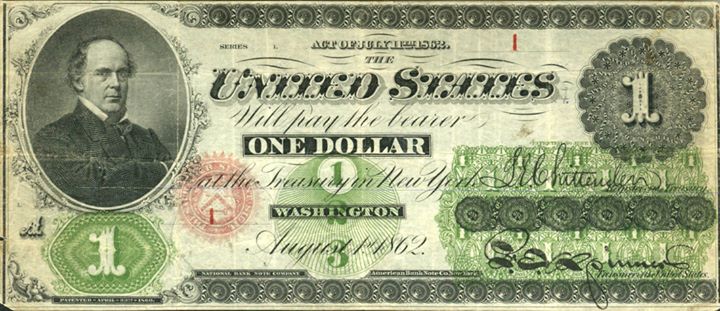 SERIES 1.
ACT OF JULY 11TH 1862.
1
THE
UNITED STATES
Will pay the bearer
1
ONE DOLLAR
1
at the Treasury in New York.
L.E. Chittenden
Register of the Treasury.
1
WASHINGTON
2
3
August 1st 1862.
A
1
F.E. Spinner
Treasurer of the United States.
NATIONAL BANK NOTE COMPANY
American Bank Note Co. New York.
PATENTED APRIL 23RD 1860.